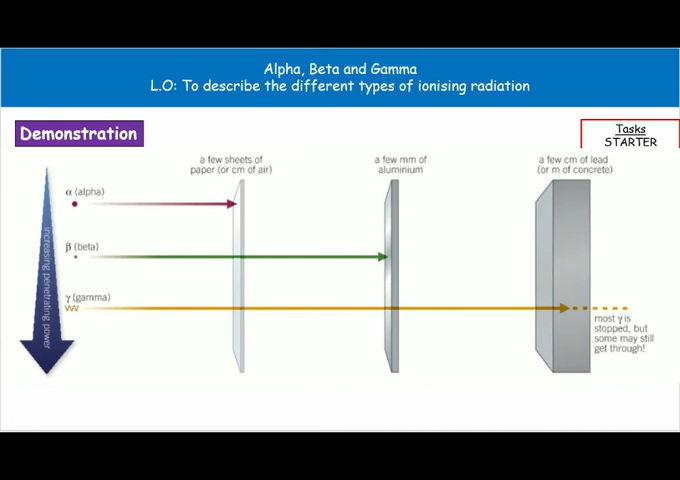 Alpha, Beta and Gamma
L.O: To describe the different types of ionising radiation
Demonstration
Tasks
STARTER
a few sheets of
paper (or cm of air)
a few mm of
aluminium
a few cm of lead
(or m of concrete)
α (alpha)
β (beta)
γ (gamma)
increasing penetrating power
most γ is
stopped, but
some may still
get through!